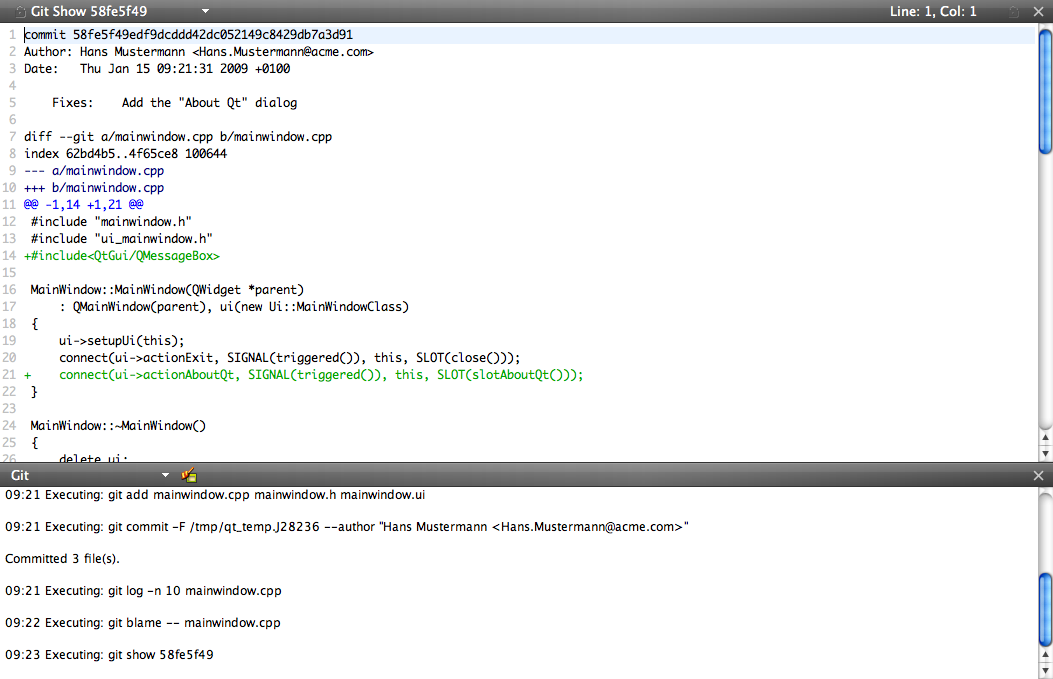 Git Show 58fe5f49 Line: 1, Col: 1
1 commit 58fe5f49edf9dcddd42dc052149c8429db7a3d91
2 Author: Hans Mustermann <Hans.Mustermann@acme.com>
3 Date:   Thu Jan 15 09:21:31 2009 +0100
4
5     Fixes:    Add the "About Qt" dialog
6
7 diff --git a/mainwindow.cpp b/mainwindow.cpp
8 index 62bd4b5..4f65ce8 100644
9 --- a/mainwindow.cpp
10 +++ b/mainwindow.cpp
11 @@ -1,14 +1,21 @@
12  #include "mainwindow.h"
13  #include "ui_mainwindow.h"
14 +#include<QtGui/QMessageBox>
15
16  MainWindow::MainWindow(QWidget *parent)
17      : QMainWindow(parent), ui(new Ui::MainWindowClass)
18  {
19      ui->setupUi(this);
20      connect(ui->actionExit, SIGNAL(triggered()), this, SLOT(close()));
21 +    connect(ui->actionAboutQt, SIGNAL(triggered()), this, SLOT(slotAboutQt()));
22  }
23
24  MainWindow::~MainWindow()
25  {
26      delete ui;
Git
09:21 Executing: git add mainwindow.cpp mainwindow.h mainwindow.ui
09:21 Executing: git commit -F /tmp/qt_temp.J28236 --author "Hans Mustermann <Hans.Mustermann@acme.com>"
Committed 3 file(s).
09:21 Executing: git log -n 10 mainwindow.cpp
09:22 Executing: git blame -- mainwindow.cpp
09:23 Executing: git show 58fe5f49